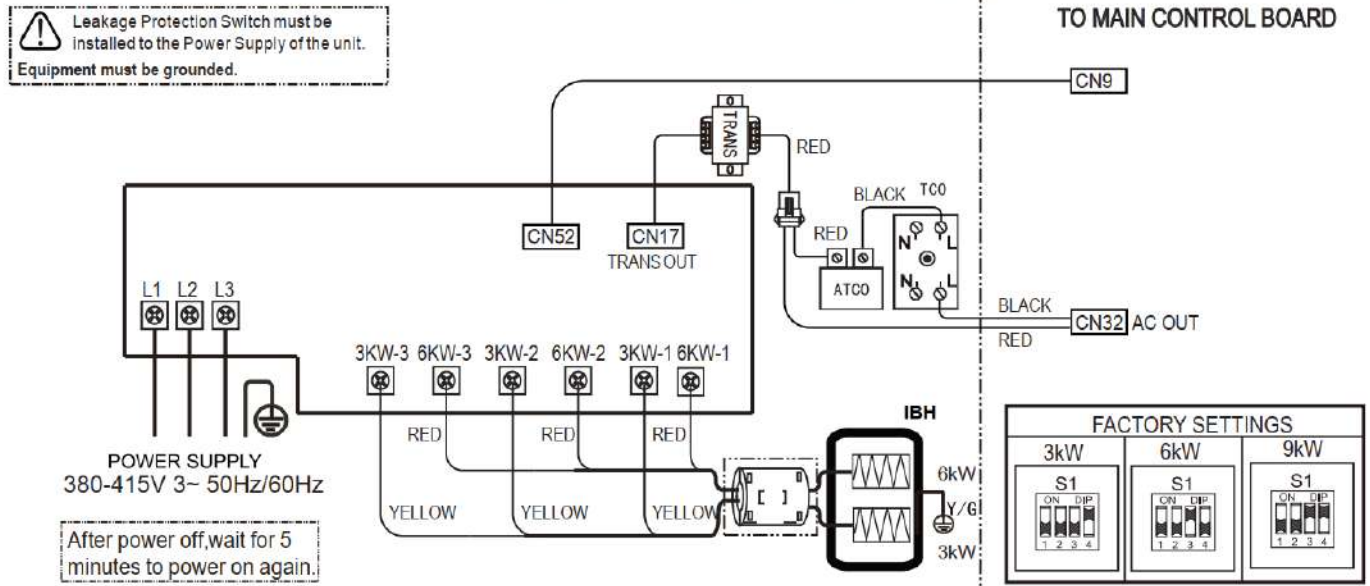 Leakage Protection Switch must be
installed to the Power Supply of the unit.
Equipment must be grounded.
TO MAIN CONTROL BOARD
CN9
TRANS
RED
BLACK
TCO
CN52
CN17
TRANS OUT
RED
N
L
ATCO
N
L
BLACK
CN32 AC OUT
RED
L1 L2 L3
3KW-3 6KW-3 3KW-2 6KW-2 3KW-1 6KW-1
RED
RED
RED
IBH
6kW
Y/G
3kW
YELLOW
YELLOW
YELLOW
POWER SUPPLY
380-415V 3~ 50Hz/60Hz
After power off,wait for 5
minutes to power on again.
FACTORY SETTINGS
3kW
6kW
9kW
S1
ON DIP
1 2 3 4
S1
ON DIP
1 2 3 4
S1
ON DIP
1 2 3 4